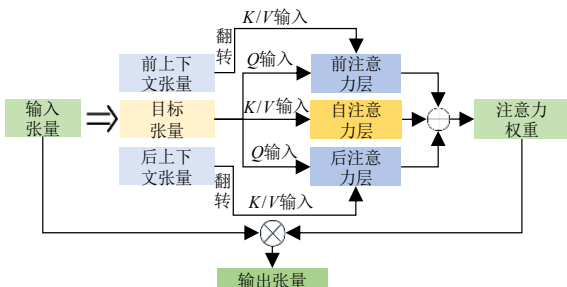 K/V输入
翻转
前上下
文张量
Q输入
前注意
力层
输入
张量
目标
张量
K/V输入
自注意
力层
注意力
权重
后上下
文张量
Q输入
后注意
力层
翻转
K/V输入
输出张量